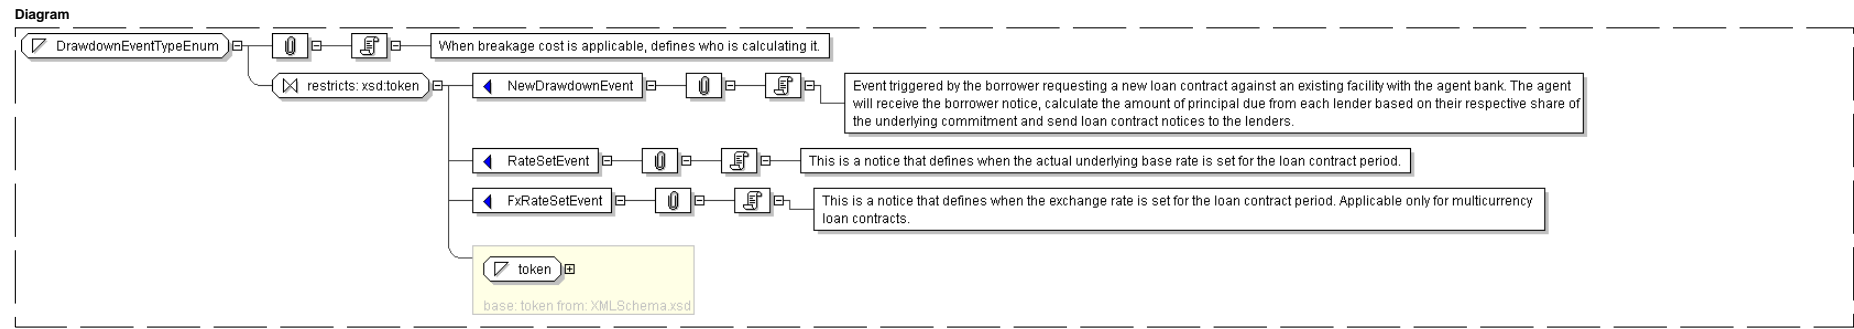 Diagram
DrawdownEventTypeEnum
When breakage cost is applicable, defines who is calculating it.
restricts: xsd:token
NewDrawdownEvent
Event triggered by the borrower requesting a new loan contract against an existing facility with the agent bank. The agent
will receive the borrower notice, calculate the amount of principal due from each lender based on their respective share of
the underlying commitment and send loan contract notices to the lenders.
RateSetEvent
This is a notice that defines when the actual underlying base rate is set for the loan contract period.
FxRateSetEvent
This is a notice that defines when the exchange rate is set for the loan contract period. Applicable only for multicurrency
loan contracts.
token
base: token from: XMLSchema.xsd